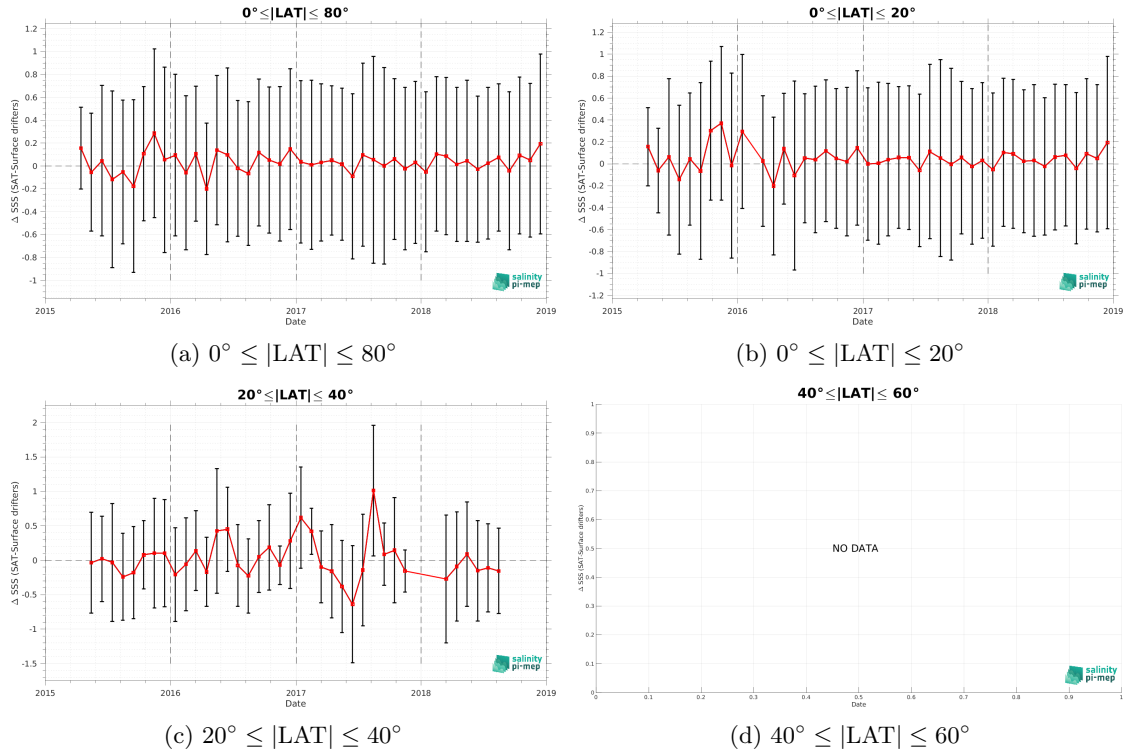 0°≤|LAT|≤ 80°
Δ SSS (SAT-Surface drifters)
1
0.8
0.6
0.4
0.2
0
-0.2
-0.4
-0.6
-0.8
-1
2015
2016
2017
2018
2019
Date
salinity
pi-mep
(a) 0° ≤ |LAT| ≤ 80°
0°≤|LAT|≤ 20°
Δ SSS (SAT-Surface drifters)
1.2
1
0.8
0.6
0.4
0.2
0
-0.2
-0.4
-0.6
-0.8
-1
-1.2
2015
2016
2017
2018
2019
Date
salinity
pi-mep
(b) 0° ≤ |LAT| ≤ 20°
20°≤|LAT|≤ 40°
Δ SSS (SAT-Surface drifters)
2
1.5
1
0.5
0
-0.5
-1
-1.5
2015
2016
2017
2018
2019
Date
salinity
pi-mep
(c) 20° ≤ |LAT| ≤ 40°
40°≤|LAT|≤ 60°
Δ SSS (SAT-Surface drifters)
1
0.9
0.8
0.7
0.6
0.5
0.4
0.3
0.2
0.1
0
NO DATA
0
0.1
0.2
0.3
0.4
0.5
0.6
0.7
0.8
0.9
1
Date
salinity
pi-mep
(d) 40° ≤ |LAT| ≤ 60°